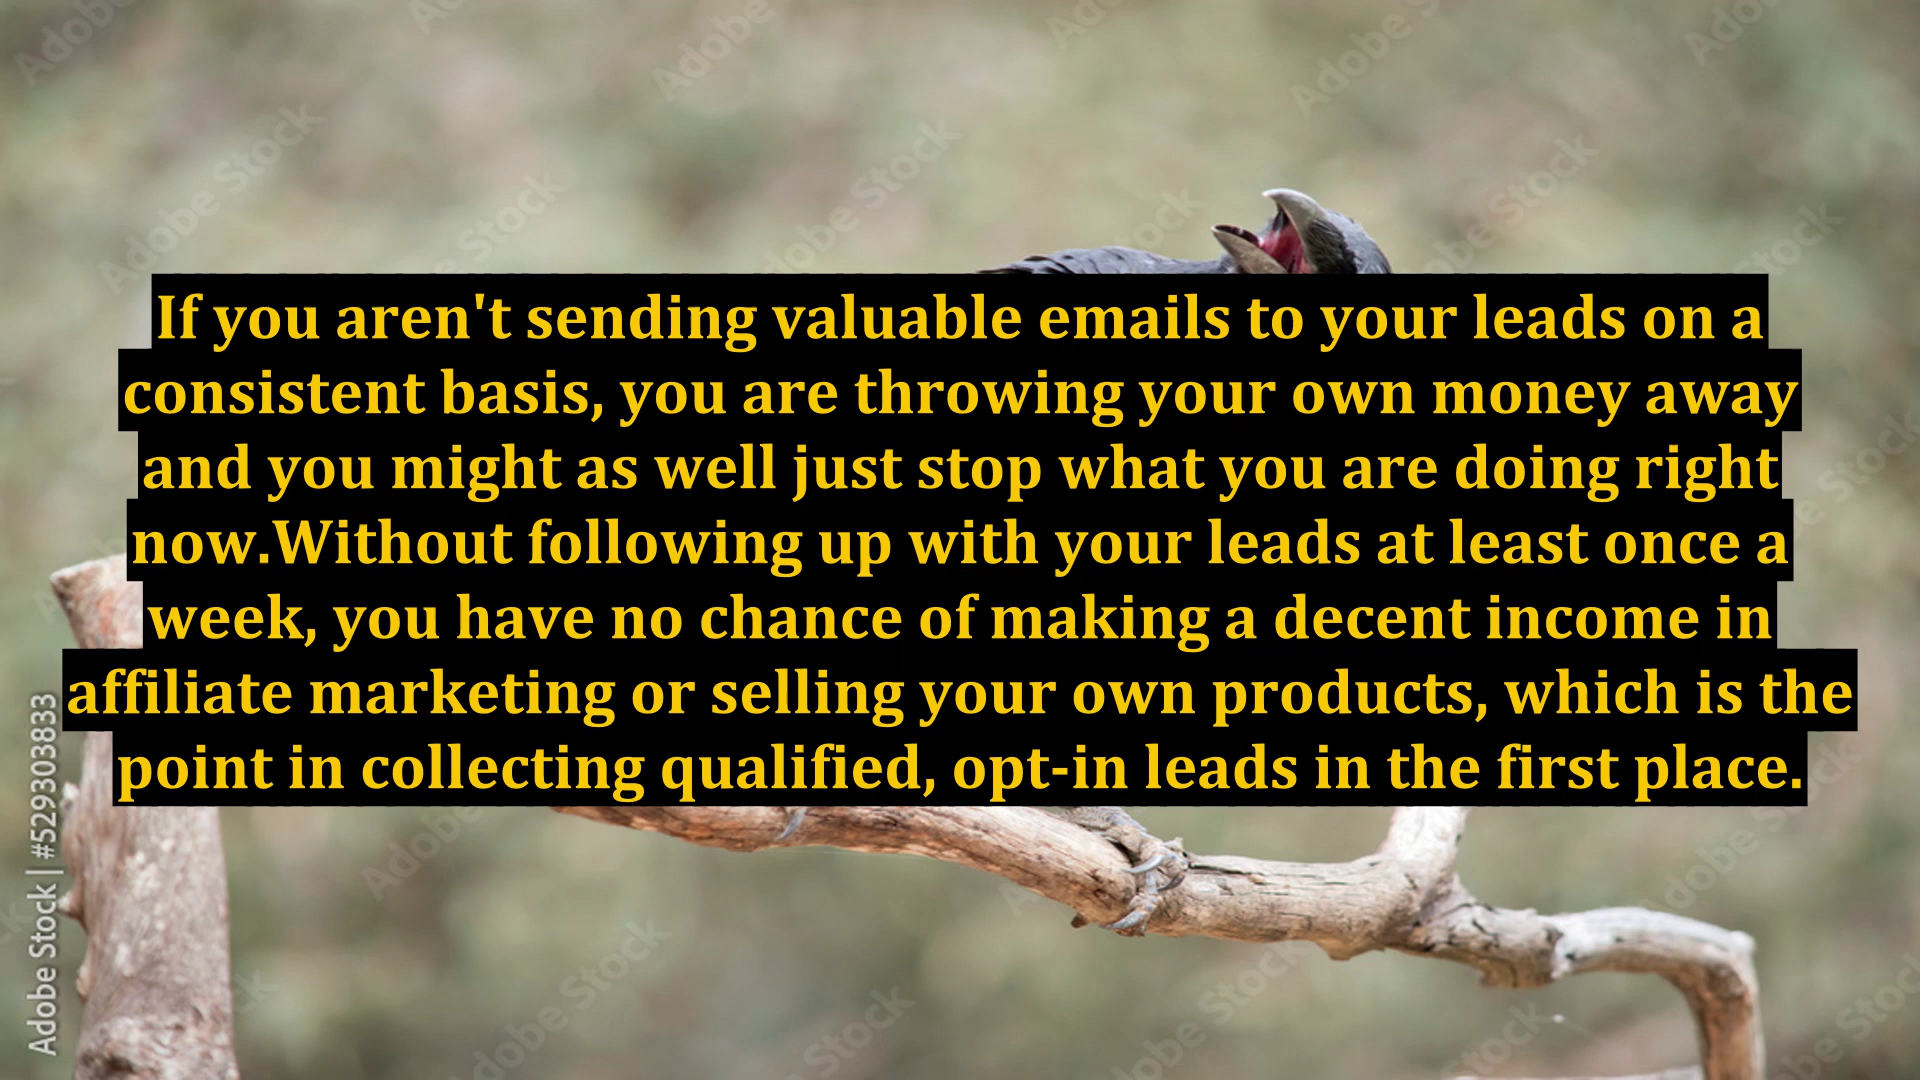 If you aren't sending valuable emails to your leads on a
consistent basis, you are throwing your own money away
and you might as well just stop what you are doing right
now.Without following up with your leads at least once a
week, you have no chance of making a decent income in
affiliate marketing or selling your own products, which is the
point in collecting qualified, opt-in leads in the first place.
Adobe Stock | #529303833